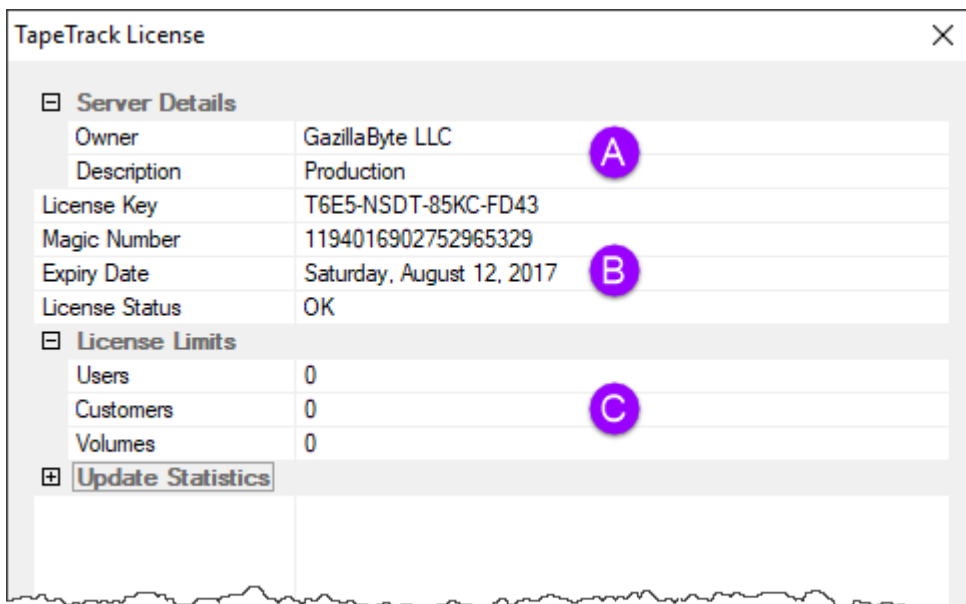 TapeTrack License
Server Details
Owner GazillaByte LLC
A
Description Production
License Key T6E5-NSDT-85KC-FD43
Magic Number 1194016902752965329
Expiry Date Saturday, August 12, 2017 B
License Status OK
License Limits
Users 0
Customers 0 C
Volumes 0
Update Statistics